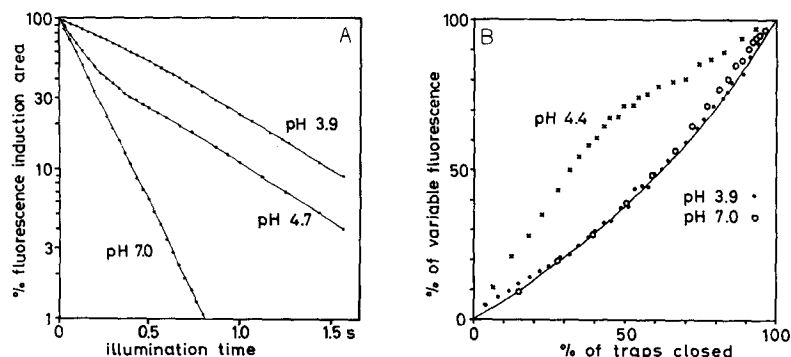 A
% fluorescence induction area
100
30
10
3
1
pH 3.9
pH 4.7
pH 7.0
0
0.5
1.0
1.5 s
illumination time
B
% of variable fluorescence
100
50
0
pH 4.4
pH 3.9
pH 7.0
0
50
100
% of traps closed